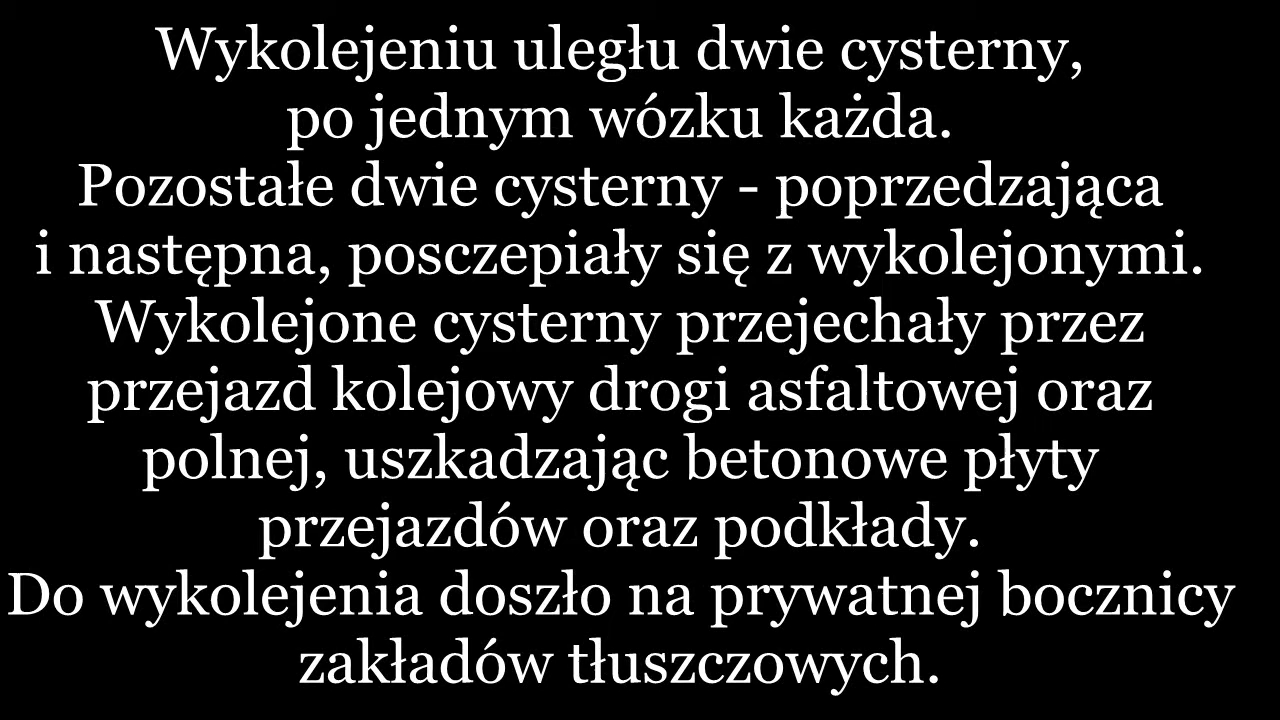 Wykolejeniu uległu dwie cysterny,
po jednym wózku każda.
Pozostałe dwie cysterny - poprzedzająca
i następna, posczepiały się z wykolejonymi.
Wykolejone cysterny przejechały przez
przejazd kolejowy drogi asfaltowej oraz
polnej, uszkadzając betonowe płyty
przejazdów oraz podkłady.
Do wykolejenia doszło na prywatnej bocznicy
zakładów tłuszczowych.